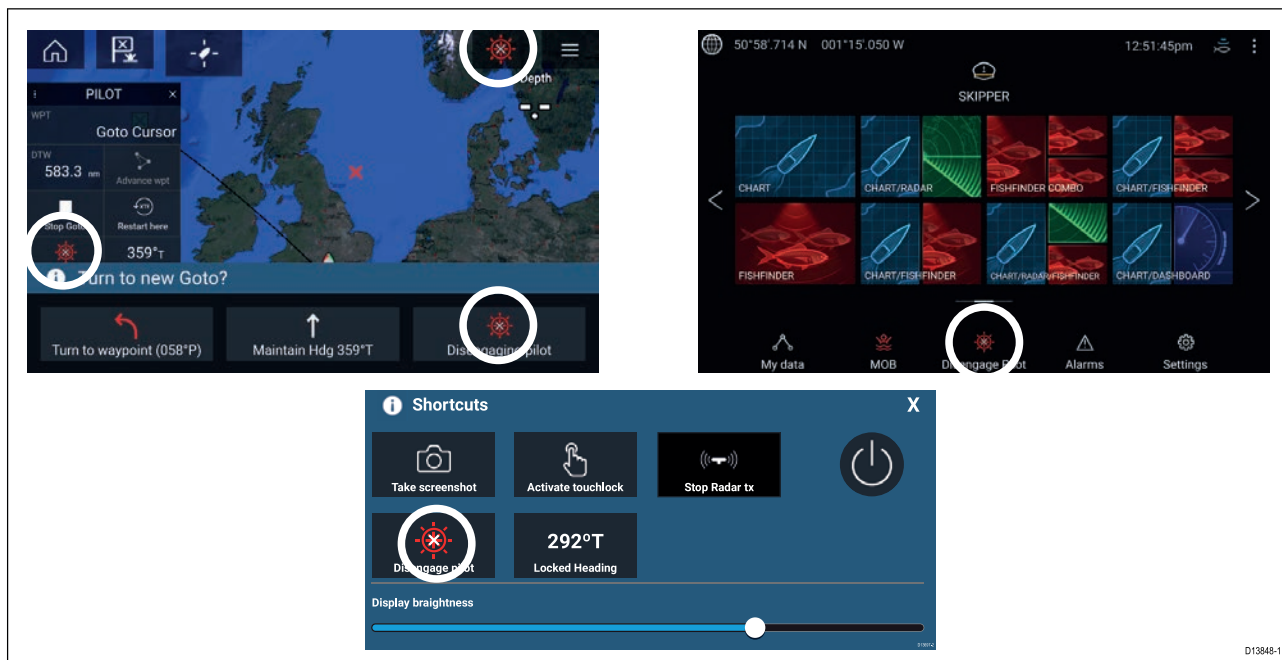 Depth
--.-
PILOT ×
WPT
Goto Cursor
DTW
583.3 nm
Advance wpt
Stop Goto
Restart here
359°T
Turn to new Goto?
Turn to waypoint (058°P)
Maintain Hdg 359°T
Disengaging pilot
50°58'.714 N 001°15'.050 W
12:51:45pm
SKIPPER
CHART
CHART/RADAR
FISHFINDER COMBO
CHART/FISHFINDER
FISHFINDER
CHART/FISHFINDER
CHART/RADAR/FISHFINDER
CHART/DASHBOARD
My data
MOB
Disengage Pilot
Alarms
Settings
Shortcuts X
Take screenshot
Activate touchlock
Stop Radar tx
Disengage pilot
292°T
Locked Heading
Display braightness
D13848-1